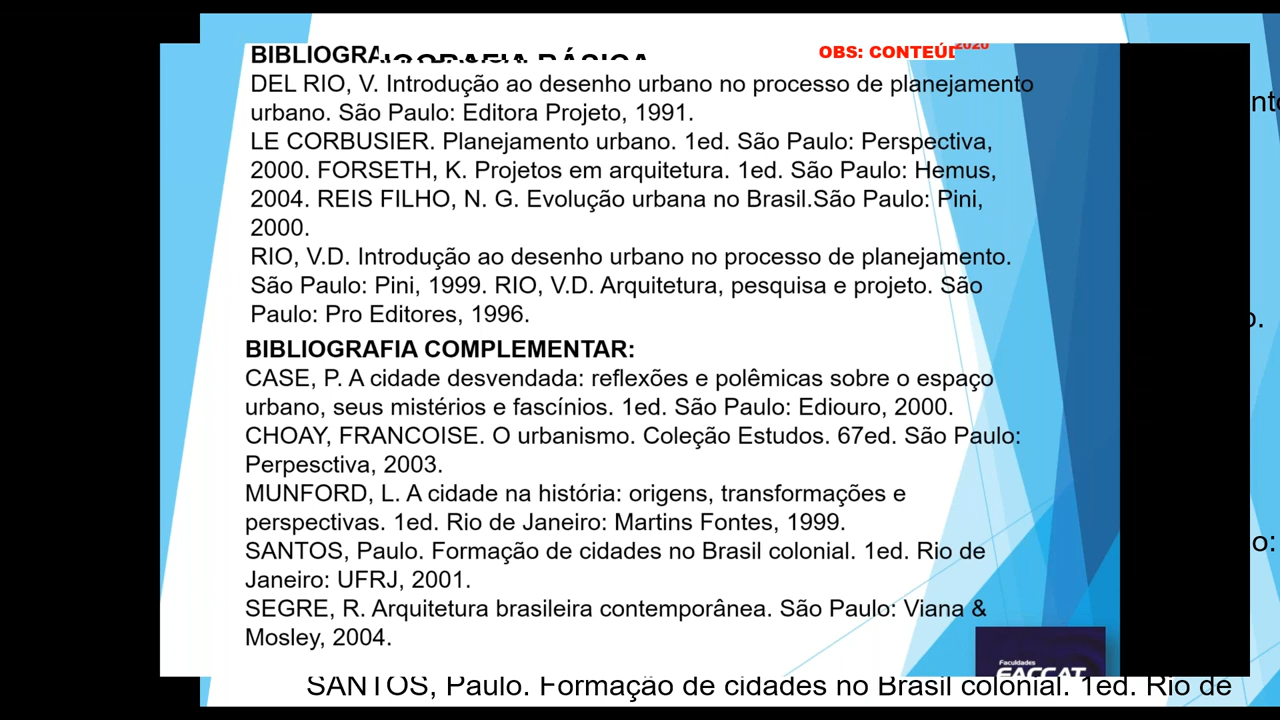 BIBLIOGRA
OBS: CONTEÚD
2020
DEL RIO, V. Introdução ao desenho urbano no processo de planejamento
urbano. São Paulo: Editora Projeto, 1991.
LE CORBUSIER. Planejamento urbano. 1ed. São Paulo: Perspectiva,
2000. FORSETH, K. Projetos em arquitetura. 1ed. São Paulo: Hemus,
2004. REIS FILHO, N. G. Evolução urbana no Brasil.São Paulo: Pini,
2000.
RIO, V.D. Introdução ao desenho urbano no processo de planejamento.
São Paulo: Pini, 1999. RIO, V.D. Arquitetura, pesquisa e projeto. São
Paulo: Pro Editores, 1996.
BIBLIOGRAFIA COMPLEMENTAR:
CASE, P. A cidade desvendada: reflexões e polêmicas sobre o espaço
urbano, seus mistérios e fascínios. 1ed. São Paulo: Ediouro, 2000.
CHOAY, FRANCOISE. O urbanismo. Coleção Estudos. 67ed. São Paulo:
Perpesctiva, 2003.
MUNFORD, L. A cidade na história: origens, transformações e
perspectivas. 1ed. Rio de Janeiro: Martins Fontes, 1999.
SANTOS, Paulo. Formação de cidades no Brasil colonial. 1ed. Rio de
Janeiro: UFRJ, 2001.
SEGRE, R. Arquitetura brasileira contemporânea. São Paulo: Viana &
Mosley, 2004.
Faculdades
FACCAT
SANTOS, Paulo. Formação de cidades no Brasil colonial. 1ed. Rio de